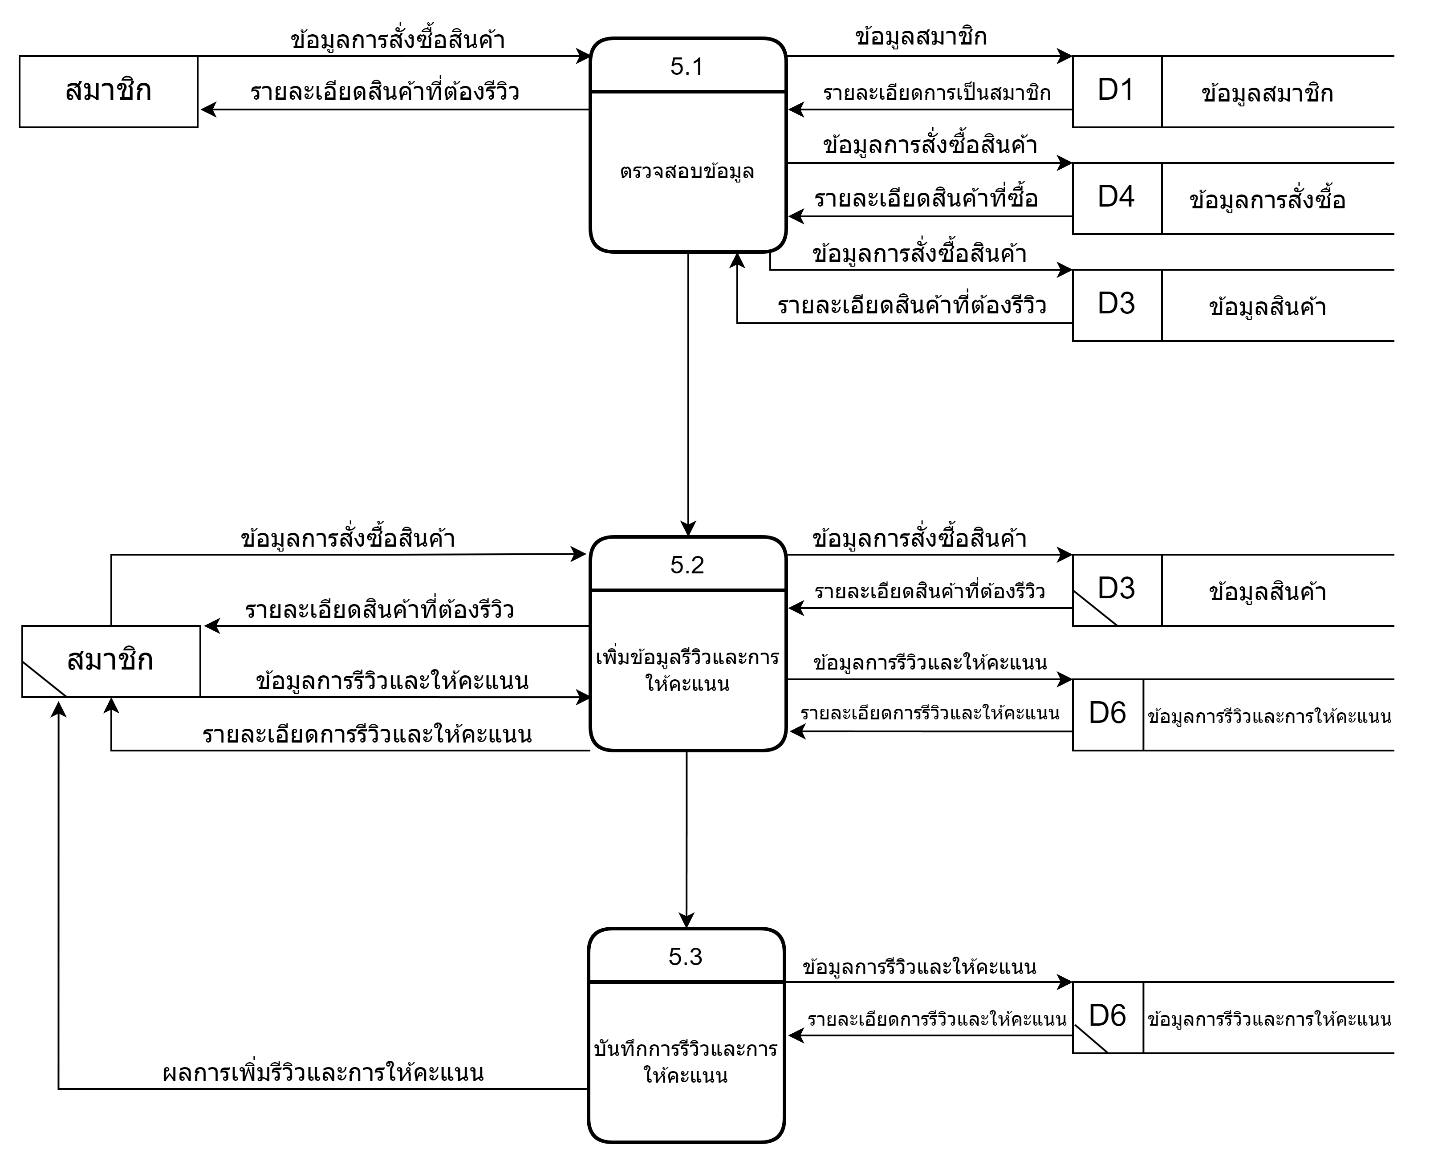 ข้อมูลการสั่งซื้อสินค้า
สมาชิก
รายละเอียดสินค้าที่ต้องรีวิว
5.1
ตรวจสอบข้อมูล
ข้อมูลสมาชิก
รายละเอียดการเป็นสมาชิก
D1
ข้อมูลสมาชิก
ข้อมูลการสั่งซื้อสินค้า
รายละเอียดสินค้าที่ซื้อ
D4
ข้อมูลการสั่งซื้อ
ข้อมูลการสั่งซื้อสินค้า
รายละเอียดสินค้าที่ต้องรีวิว
D3
ข้อมูลสินค้า
ข้อมูลการสั่งซื้อสินค้า
รายละเอียดสินค้าที่ต้องรีวิว
สมาชิก
ข้อมูลการรีวิวและให้คะแนน
รายละเอียดการรีวิวและให้คะแนน
5.2
เพิ่มข้อมูลรีวิวและการ
ให้คะแนน
ข้อมูลการสั่งซื้อสินค้า
รายละเอียดสินค้าที่ต้องรีวิว
D3
ข้อมูลสินค้า
ข้อมูลการรีวิวและให้คะแนน
รายละเอียดการรีวิวและให้คะแนน
D6
ข้อมูลการรีวิวและการให้คะแนน
5.3
บันทึกการรีวิวและการ
ให้คะแนน
ข้อมูลการรีวิวและให้คะแนน
รายละเอียดการรีวิวและให้คะแนน
D6
ข้อมูลการรีวิวและการให้คะแนน
ผลการเพิ่มรีวิวและการให้คะแนน